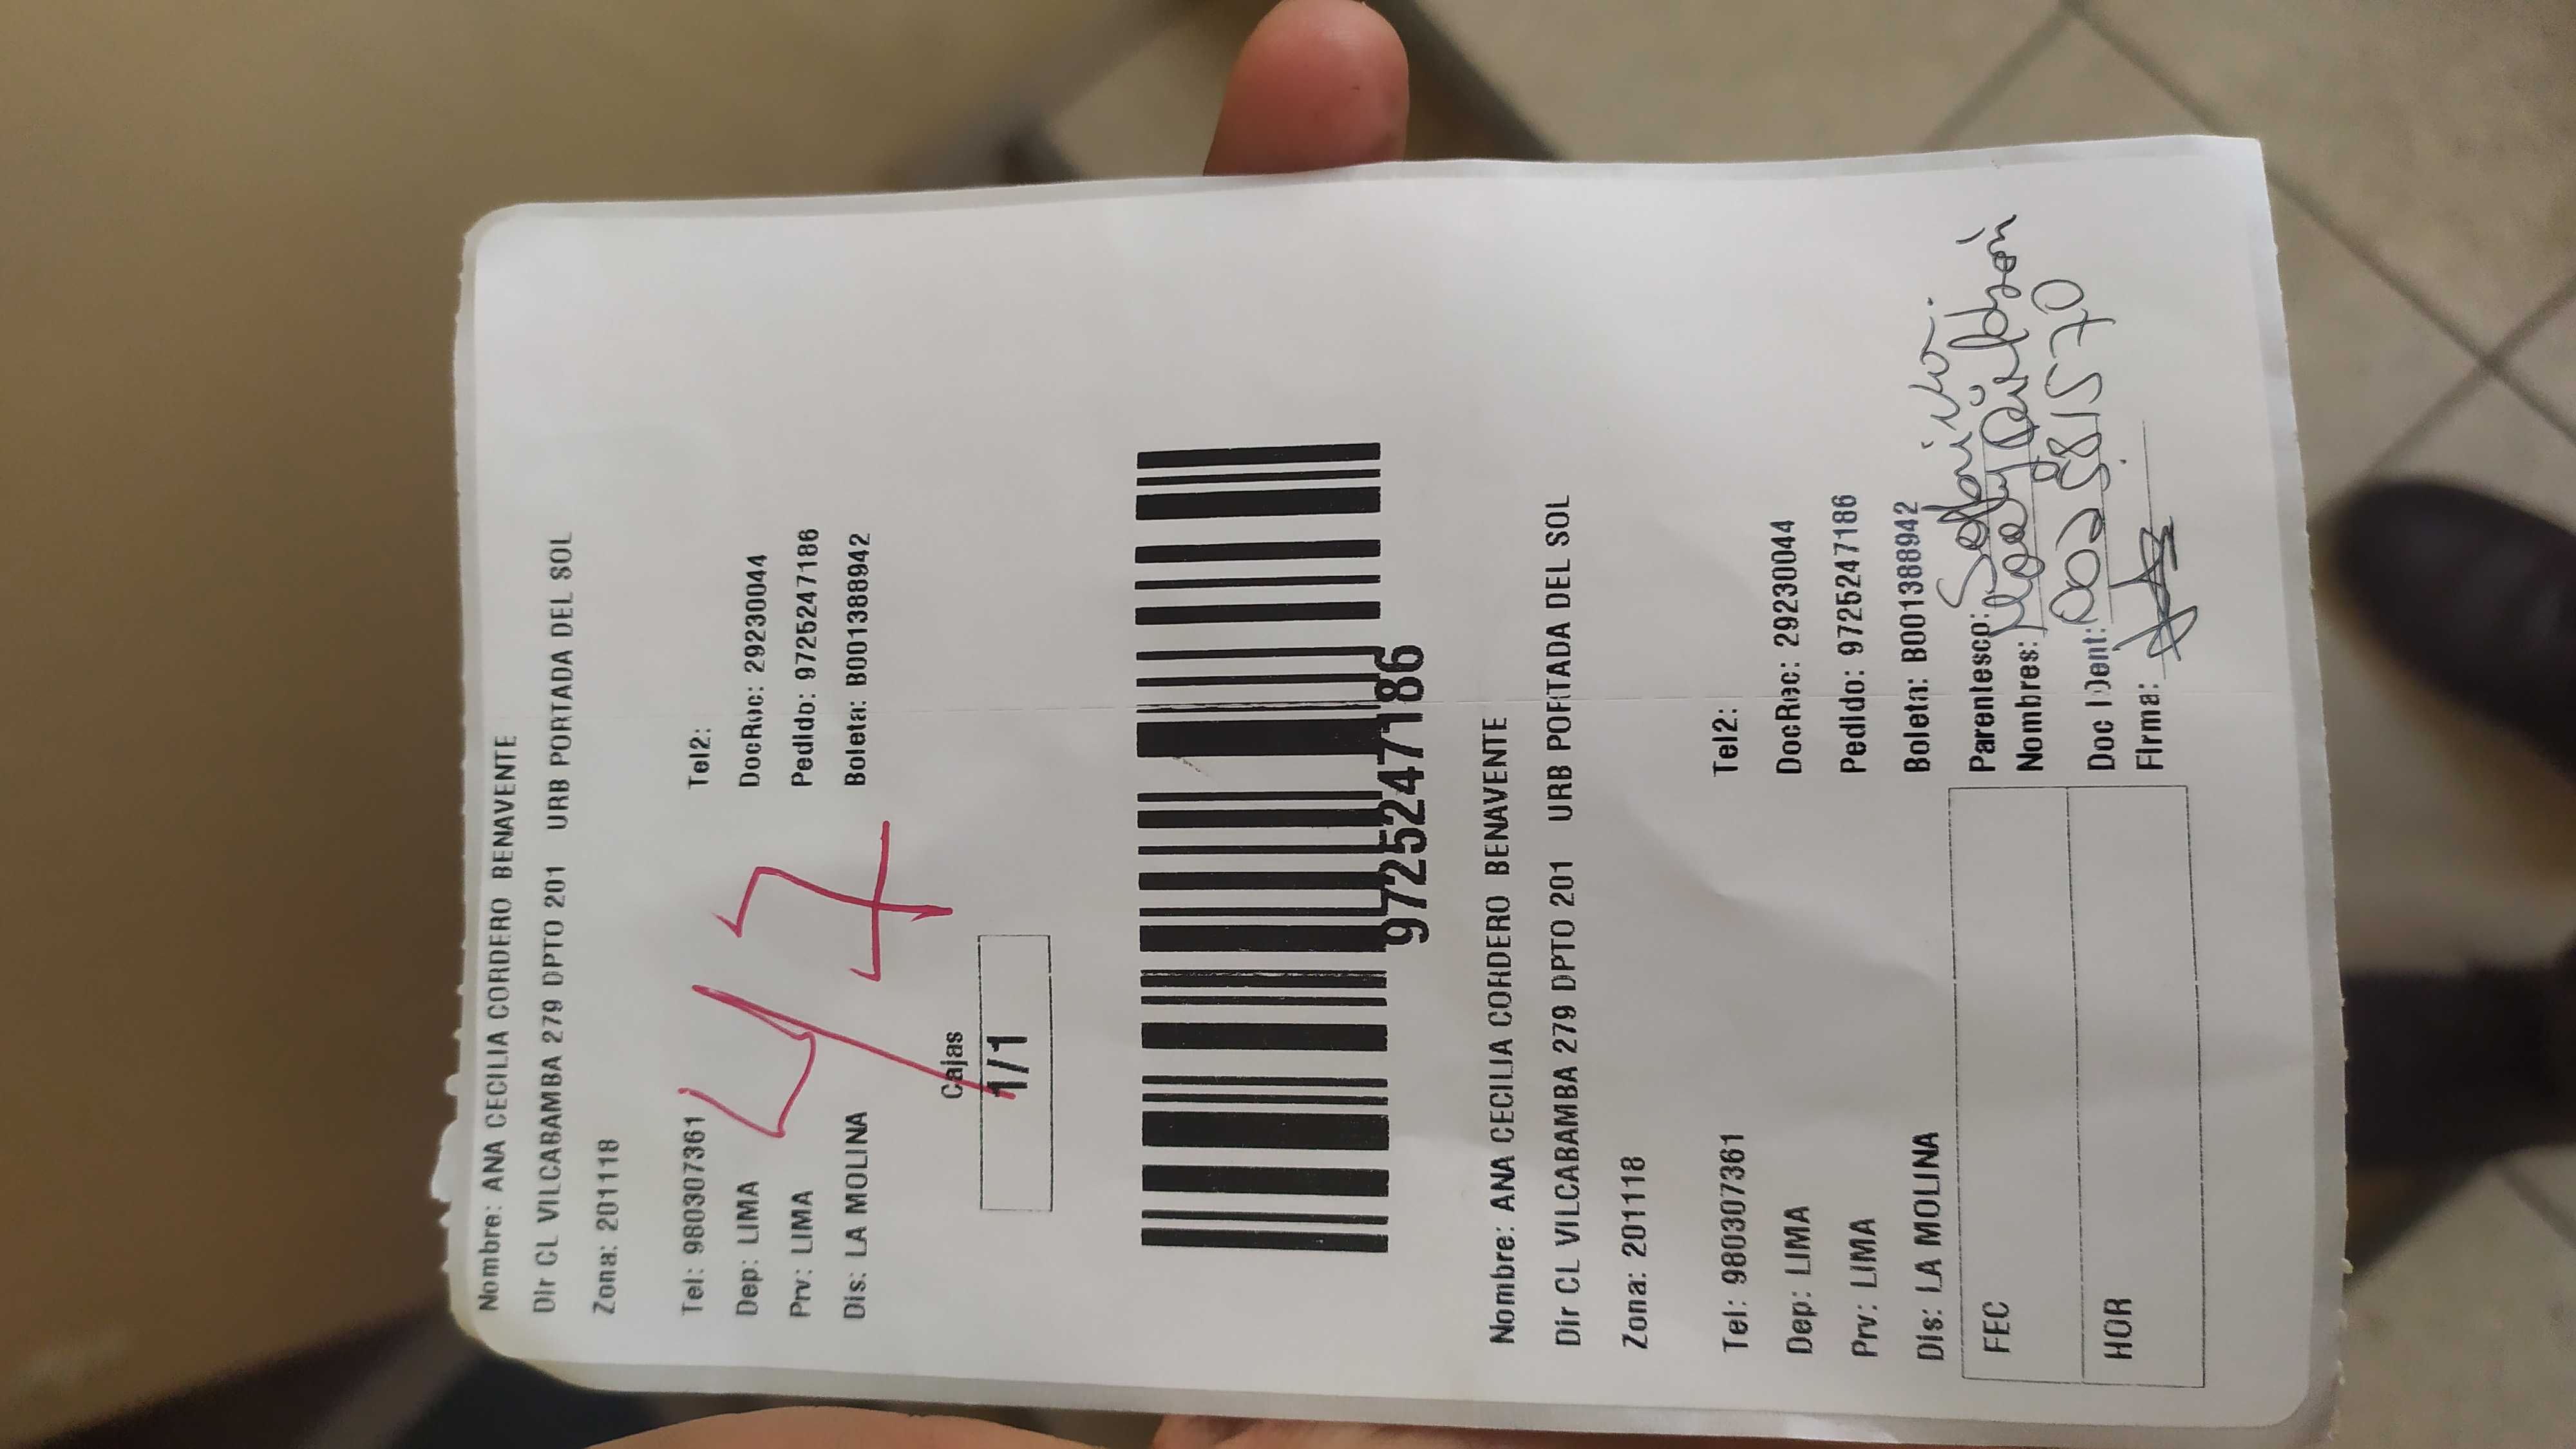 Nombre: ANA CECILIA CORDERO BENAVENTE
Dir CL VILCABAMBA 279 DPTO 201 URB PORTADA DEL SOL
Zona: 201118
Tel: 980307361 Tel2:
Dep: LIMA DocRec: 29230044
Prv: LIMA Pedido: 9725247186
Dis: LA MOLINA Boleta: B001388942
47
Cajas
1/1
9725247186
Nombre: ANA CECILIA CORDERO BENAVENTE
Dir CL VILCABAMBA 279 DPTO 201 URB PORTADA DEL SOL
Zona: 201118
Tel: 980307361 Tel2:
Dep: LIMA DocRec: 29230044
Prv: LIMA Pedido: 9725247186
Dis: LA MOLINA Boleta: B001388942
FEC
HOR
Parentesco:
Nombres:
Doc Ident:
Firma: